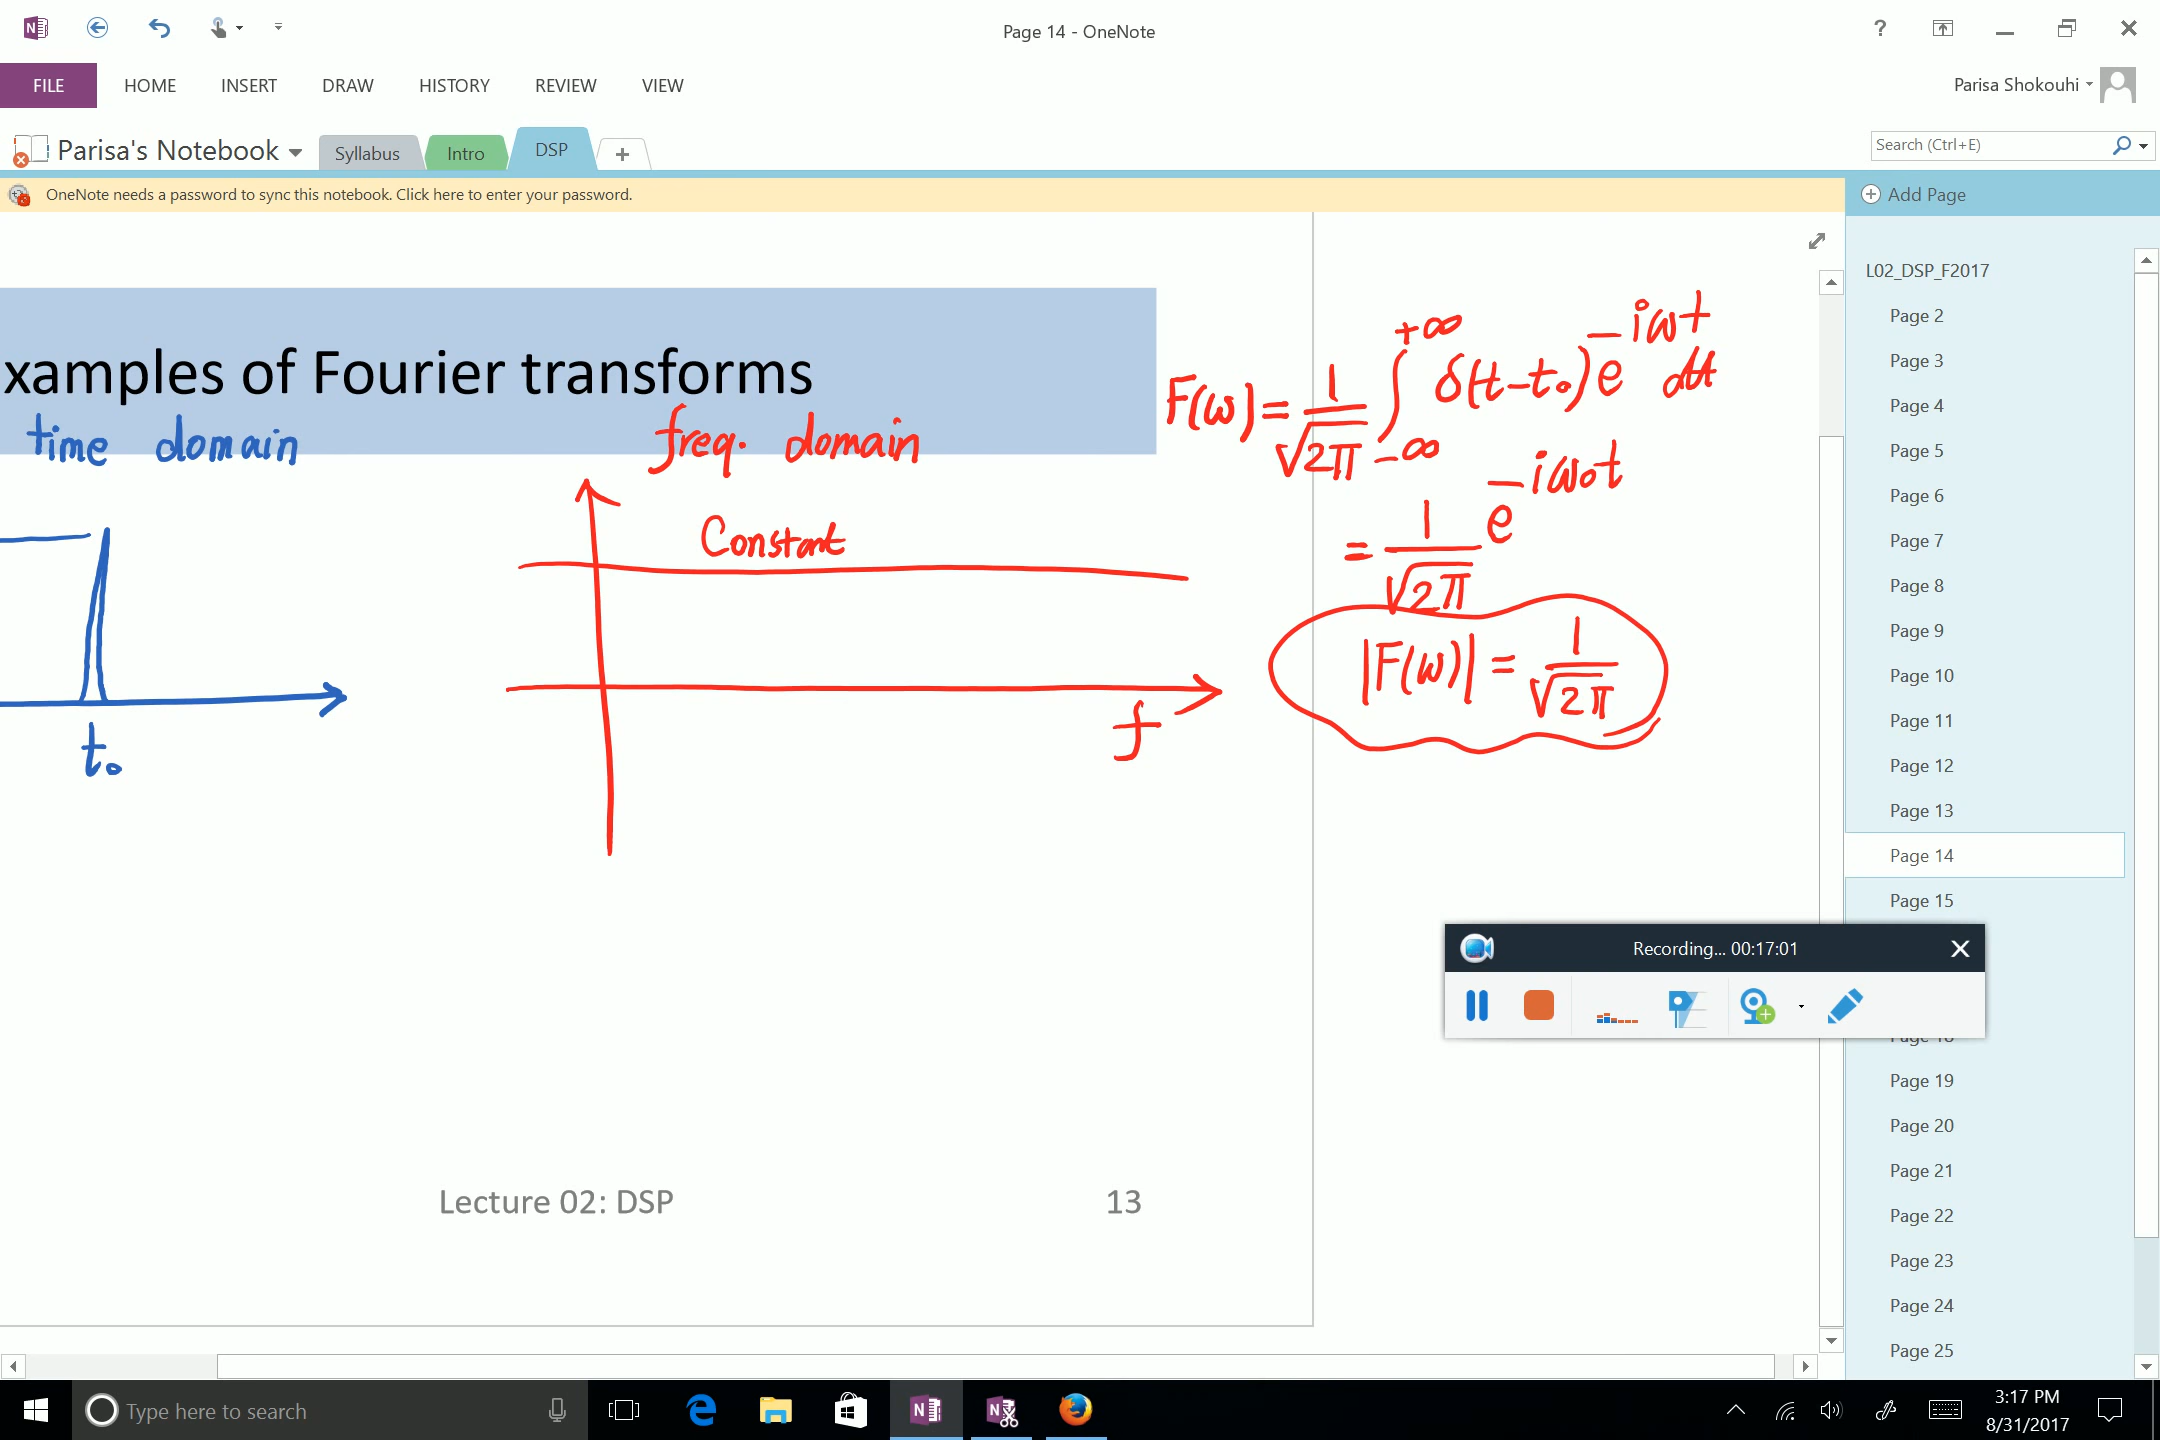 Page 14 - OneNote
FILE HOME INSERT DRAW HISTORY REVIEW VIEW
Parisa Shokouhi
Parisa's Notebook Syllabus Intro DSP
Search (Ctrl+E)
OneNote needs a password to sync this notebook. Click here to enter your password.
Add Page
xamples of Fourier transforms
time domain
freq. domain
Constant
t₀
f
F(ω) = 1/√2π ∫_{-∞}^{+∞} δ(t-t₀) e^{-iωt} dt
= 1/√2π e^{-iω₀t}
|F(ω)| = 1/√2π
Lecture 02: DSP 13
L02_DSP_F2017
Page 2
Page 3
Page 4
Page 5
Page 6
Page 7
Page 8
Page 9
Page 10
Page 11
Page 12
Page 13
Page 14
Page 15
Recording... 00:17:01
Page 19
Page 20
Page 21
Page 22
Page 23
Page 24
Page 25
Type here to search
3:17 PM
8/31/2017